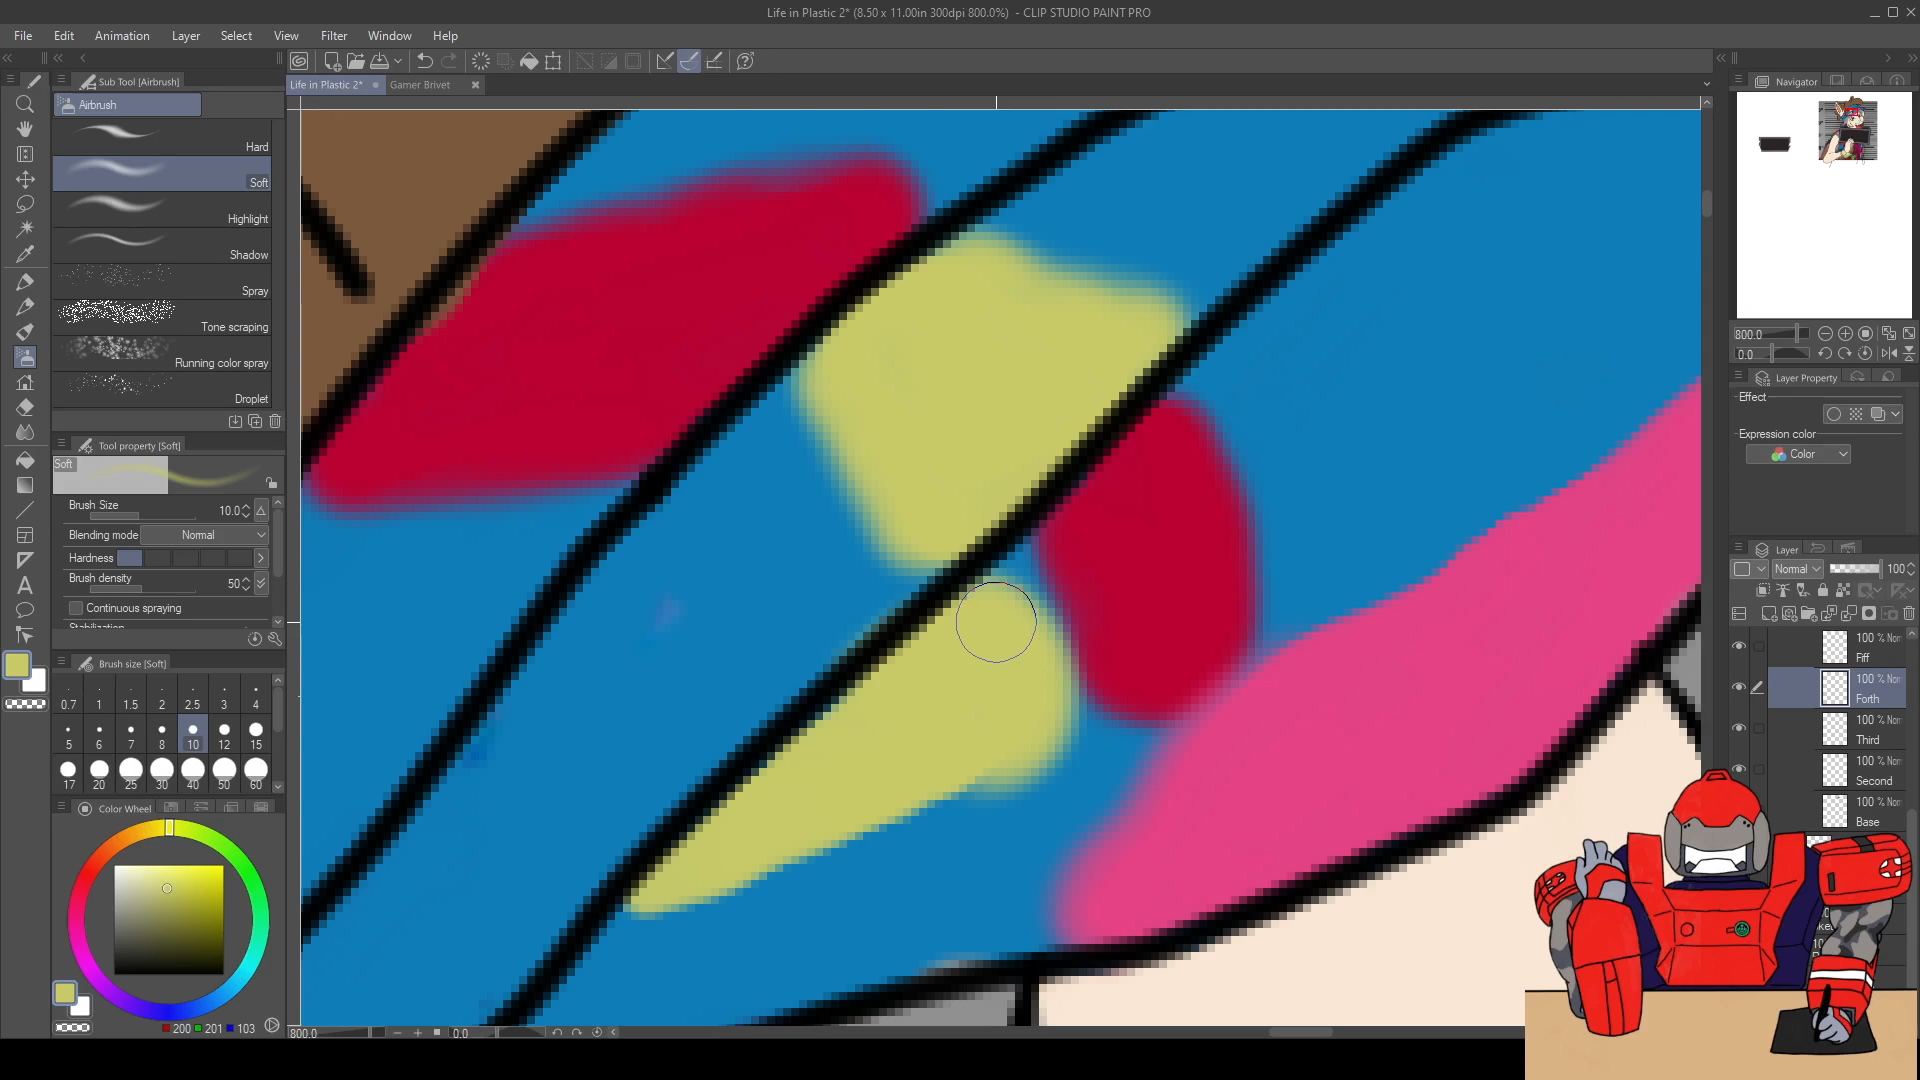 Life in Plastic 2* (8.50 x 11.00in 300dpi 800.0%) - CLIP STUDIO PAINT PRO
File Edit Animation Layer Select View Filter Window Help
Sub Tool [Airbrush]
Life in Plastic 2* Gamer Brivet
Navigator
Airbrush
Hard
Soft
Highlight
Shadow
Spray
Tone scraping
Running color spray
Droplet
Tool property [Soft]
Soft
Brush Size 10.0
Blending mode Normal
Hardness
Brush density 50
Continuous spraying
Brush size [Soft]
0.7 1 1.5 2 2.5 3 4
5 6 7 8 10 12 15
17 20 25 30 40 50 60
Color Wheel
200 201 103
800.0 0.0
800.0
0.0
Layer Property
Effect
Expression color
Color
Layer
Normal 100
100 %
Fiff
100 %
Forth
100 %
Third
100 %
Second
100 %
Base